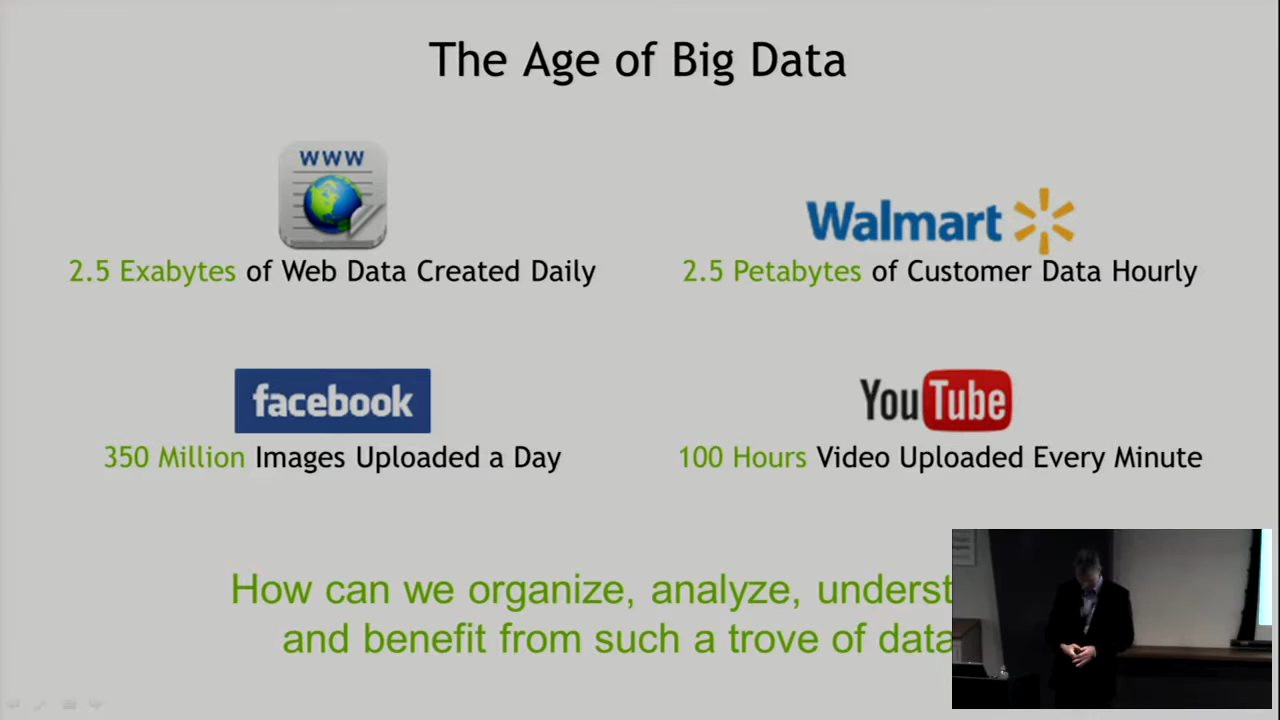 The Age of Big Data
WWW
2.5 Exabytes of Web Data Created Daily
Walmart
2.5 Petabytes of Customer Data Hourly
facebook
350 Million Images Uploaded a Day
YouTube
100 Hours Video Uploaded Every Minute
How can we organize, analyze, underst
and benefit from such a trove of data